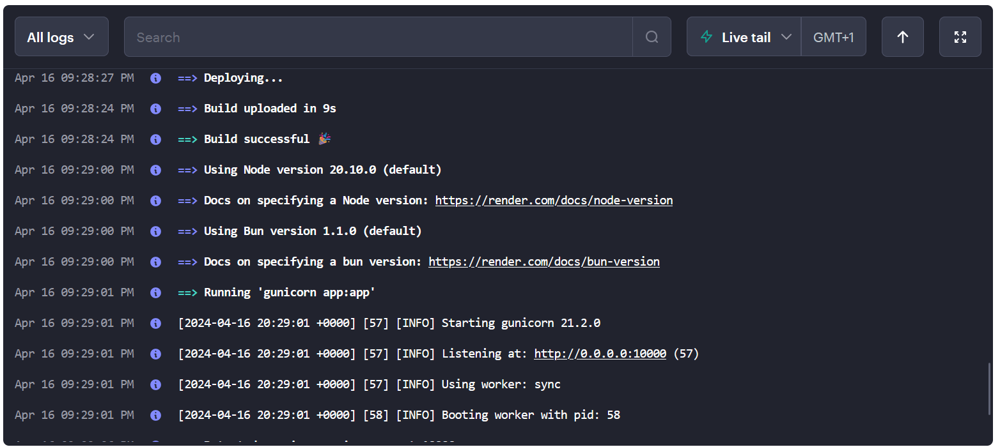 All logs Search Live tail GMT+1
Apr 16 09:28:27 PM ==> Deploying...
Apr 16 09:28:24 PM ==> Build uploaded in 9s
Apr 16 09:28:24 PM ==> Build successful 🎉
Apr 16 09:29:00 PM ==> Using Node version 20.10.0 (default)
Apr 16 09:29:00 PM ==> Docs on specifying a Node version: https://render.com/docs/node-version
Apr 16 09:29:00 PM ==> Using Bun version 1.1.0 (default)
Apr 16 09:29:00 PM ==> Docs on specifying a bun version: https://render.com/docs/bun-version
Apr 16 09:29:01 PM ==> Running 'gunicorn app:app'
Apr 16 09:29:01 PM [2024-04-16 20:29:01 +0000] [57] [INFO] Starting gunicorn 21.2.0
Apr 16 09:29:01 PM [2024-04-16 20:29:01 +0000] [57] [INFO] Listening at: http://0.0.0.0:10000 (57)
Apr 16 09:29:01 PM [2024-04-16 20:29:01 +0000] [57] [INFO] Using worker: sync
Apr 16 09:29:01 PM [2024-04-16 20:29:01 +0000] [58] [INFO] Booting worker with pid: 58